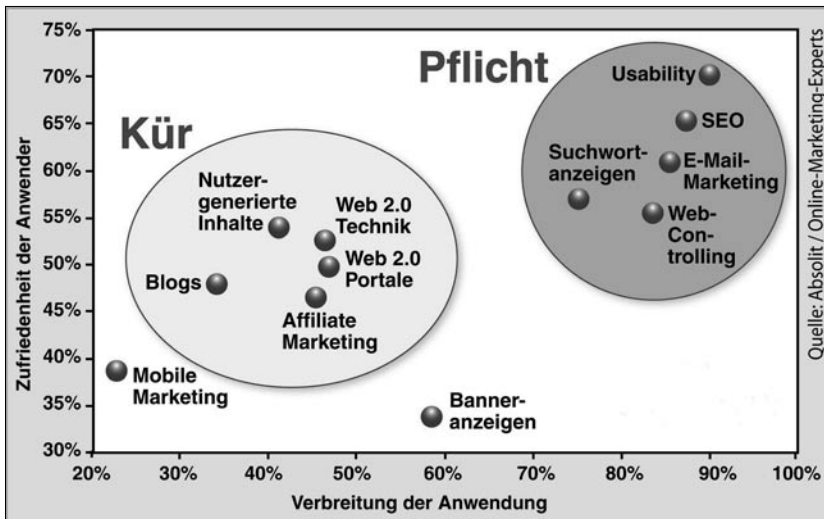 75%
70%
65%
60%
55%
50%
45%
40%
35%
30%
Zufriedenheit der Anwender
Kür
Pflicht
Usability
SEO
E-Mail-
Marketing
Suchwort-
anzeigen
Web-
Con-
trolling
Nutzer-
generierte
Inhalte
Web 2.0
Technik
Web 2.0
Portale
Blogs
Affiliate
Marketing
Mobile
Marketing
Banner-
anzeigen
20%
30%
40%
50%
60%
70%
80%
90%
100%
Verbreitung der Anwendung
Quelle: Absolit / Online-Marketing-Experts